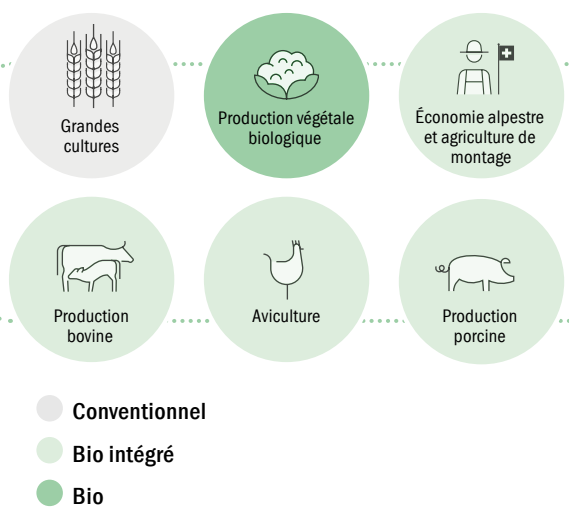 Grandes
cultures
Production végétale
biologique
Économie alpestre
et agriculture de
montage
Production
bovine
Aviculture
Production
porcine
Conventionnel
Bio intégré
Bio